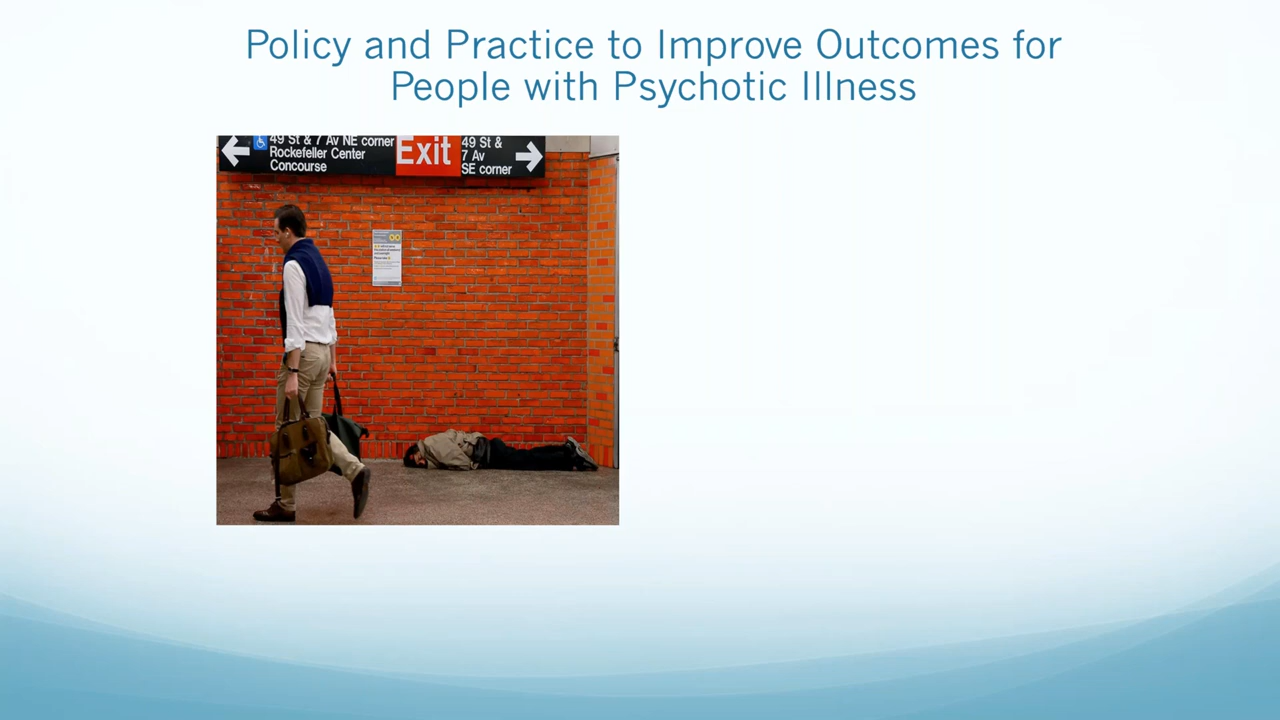 Policy and Practice to Improve Outcomes for
People with Psychotic Illness
49 St & 7 Av NE corner
Rockefeller Center
Concourse
Exit
49 St &
7 Av
SE corner